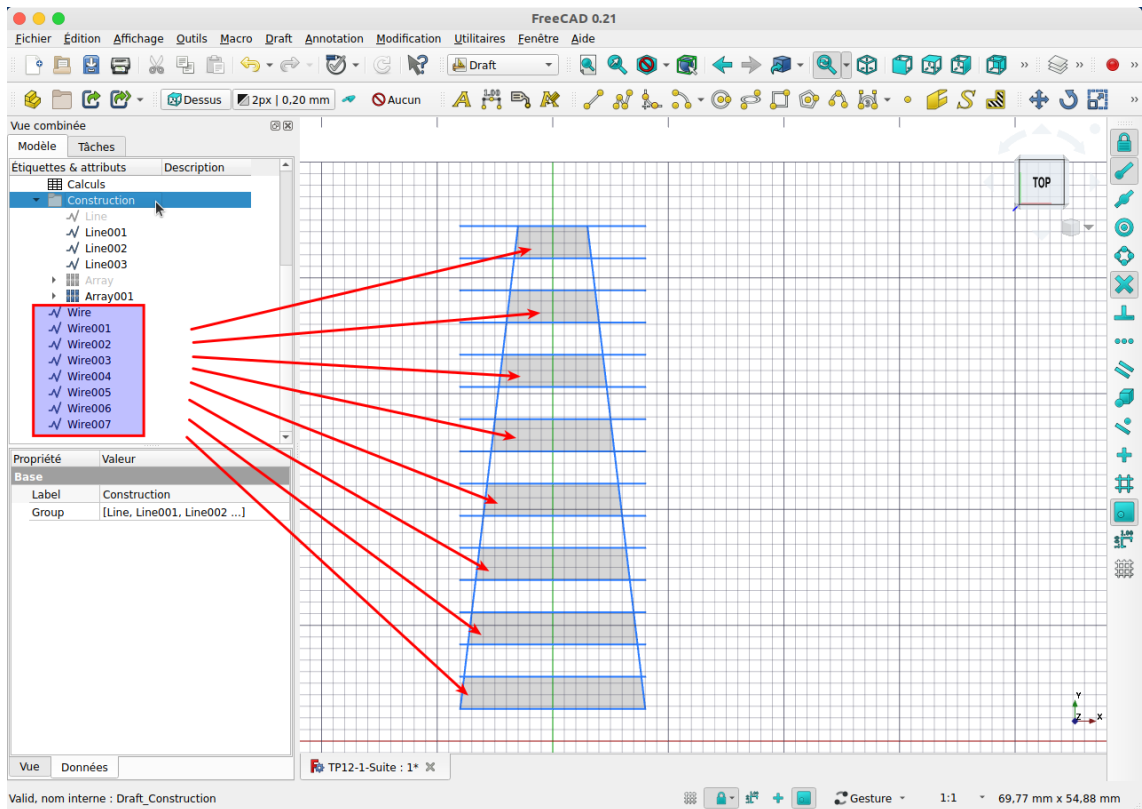 FreeCAD 0.21
Fichier Édition Affichage Outils Macro Draft Annotation Modification Utilitaires Fenêtre Aide
Draft
»
»
Dessus 2px | 0,20 mm Aucun
»
Vue combinée
Modèle Tâches
Étiquettes & attributs Description
Calculs
Construction
Line
Line001
Line002
Line003
Array
Array001
Wire
Wire001
Wire002
Wire003
Wire004
Wire005
Wire006
Wire007
Propriété Valeur
Base
Label Construction
Group [Line, Line001, Line002 ...]
TOP
Y
Z X
Vue Données
TP12-1-Suite : 1*
Valid, nom interne : Draft_Construction
Gesture 1:1 69,77 mm x 54,88 mm